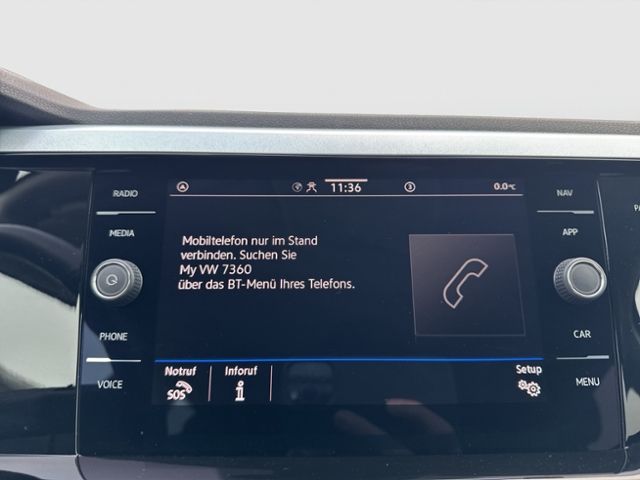 RADIO
MEDIA
PHONE
VOICE
11:36
3
0.0°C
Mobiltelefon nur im Stand
verbinden. Suchen Sie
My VW 7360
über das BT-Menü Ihres Telefons.
Notruf
SOS
Inforuf
Setup
NAV
APP
CAR
MENU